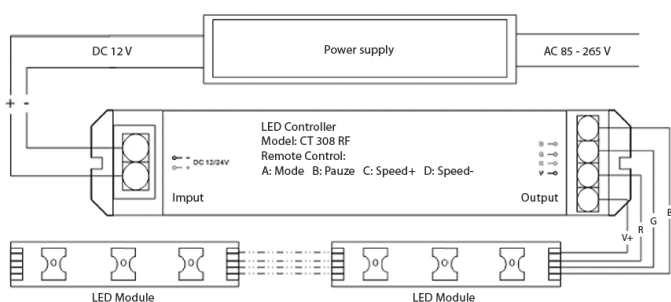 DC 12 V
Power supply
AC 85 - 265 V
+ -
LED Controller
Model: CT 308 RF
Remote Control:
A: Mode B: Pauze C: Speed+ D: Speed-
- DC 12/24V
+
Imput
Output
B
G
R
V
V+
R
G
B
LED Module
LED Module